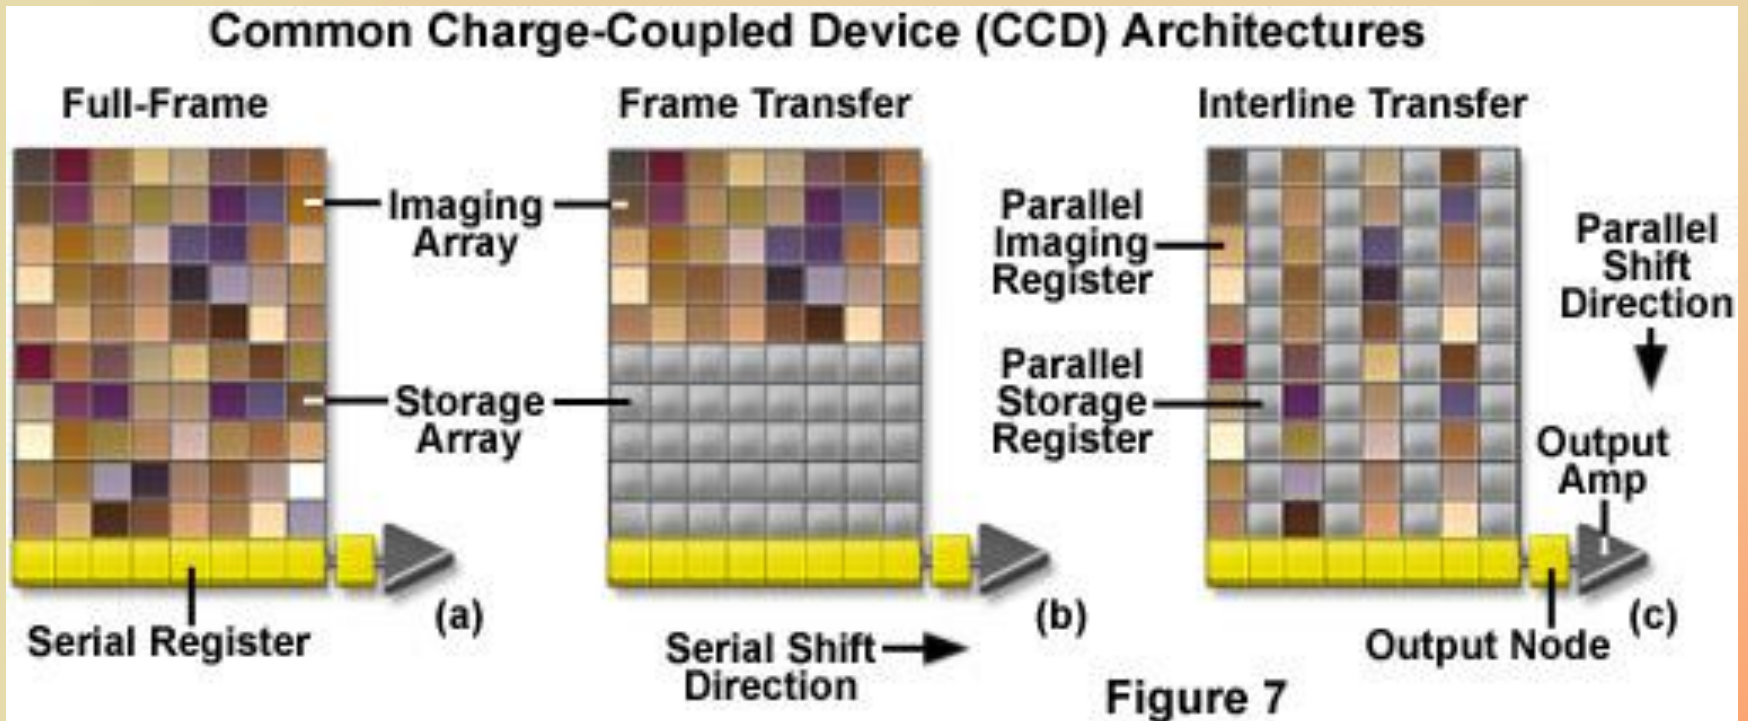 Common Charge-Coupled Device (CCD) Architectures
Full-Frame
Frame Transfer
Interline Transfer
Imaging
Array
Storage
Array
Parallel
Imaging
Register
Parallel
Storage
Register
Parallel
Shift
Direction
Output
Amp
Serial Register
(a)
Serial Shift
Direction
(b)
Output Node
(c)
Figure 7